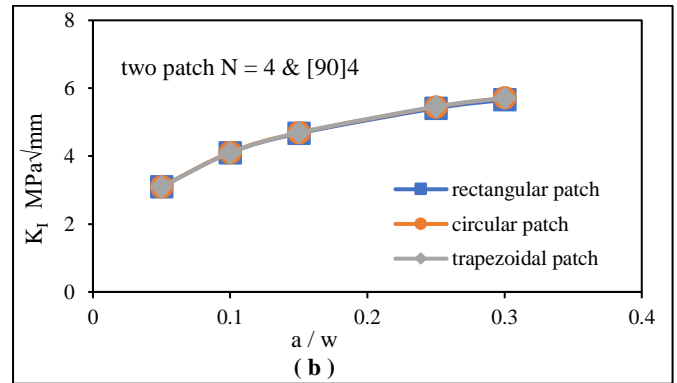 8
two patch N = 4 & [90]4
6
4
K_I MPa√mm
rectangular patch
circular patch
trapezoidal patch
2
0
0 0.1 0.2 0.3 0.4
a / w
( b )